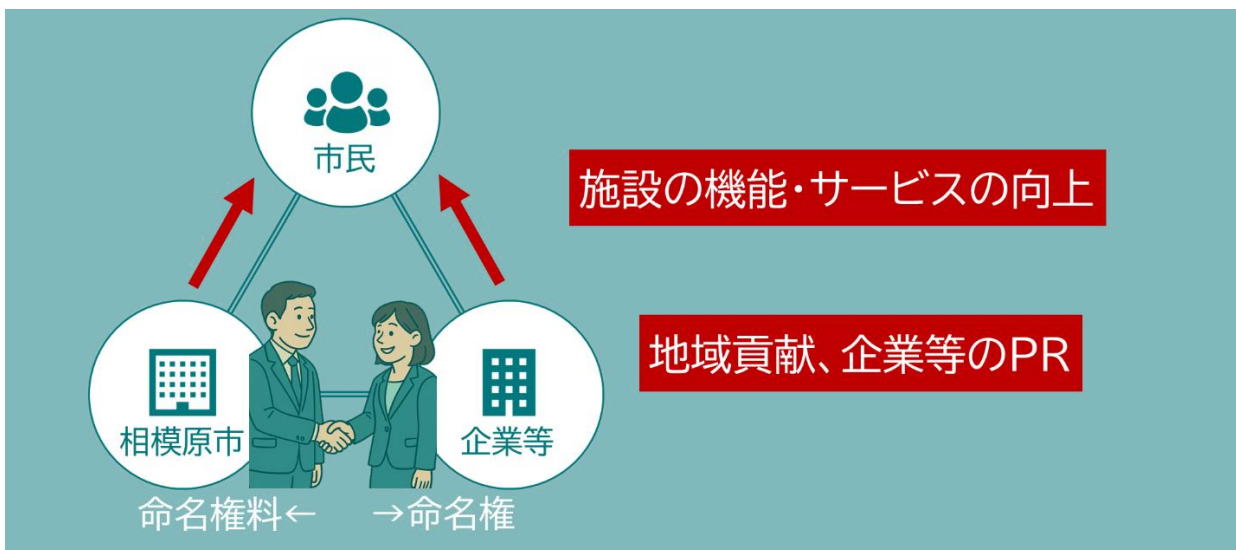 市民
施設の機能・サービスの向上
地域貢献、企業等のPR
相模原市
企業等
命名権料← →命名権